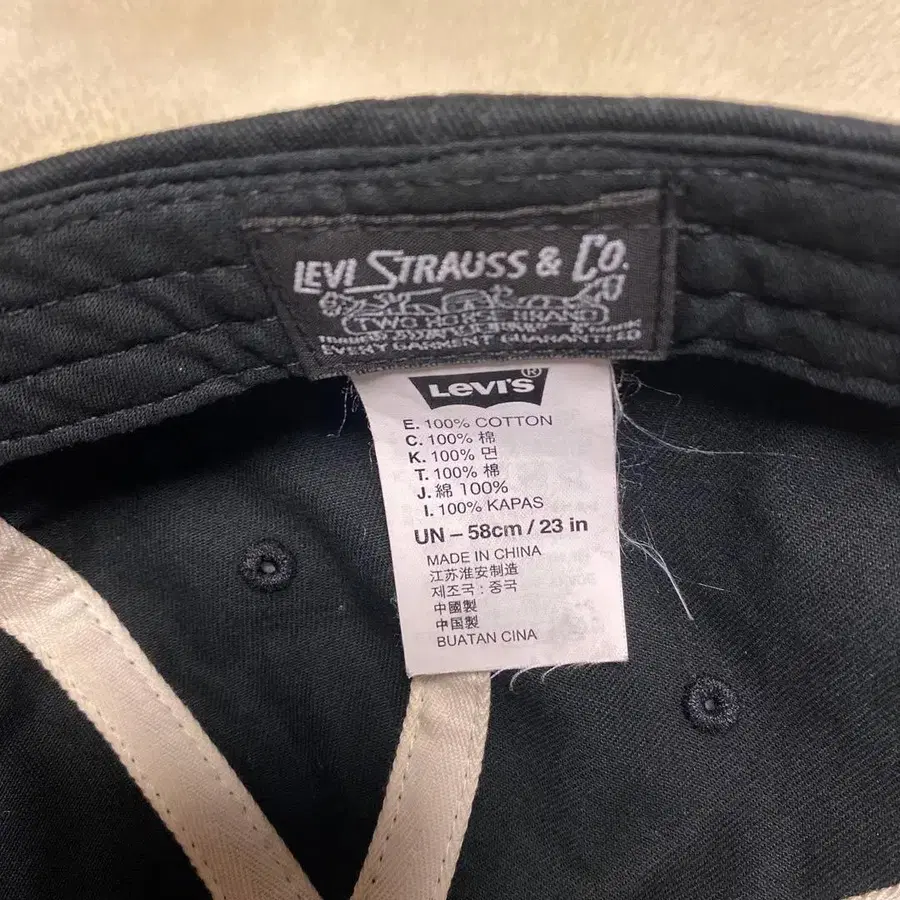 LEVI STRAUSS & CO.
TWO HORSE BRAND
EVERY GARMENT GUARANTEED
LEVI'S®
E. 100% COTTON
C. 100% 棉
K. 100% 면
T. 100% 棉
J. 綿 100%
I. 100% KAPAS
UN – 58cm / 23 in
MADE IN CHINA
江苏淮安制造
제조국 : 중국
中國製
中国製
BUATAN CINA